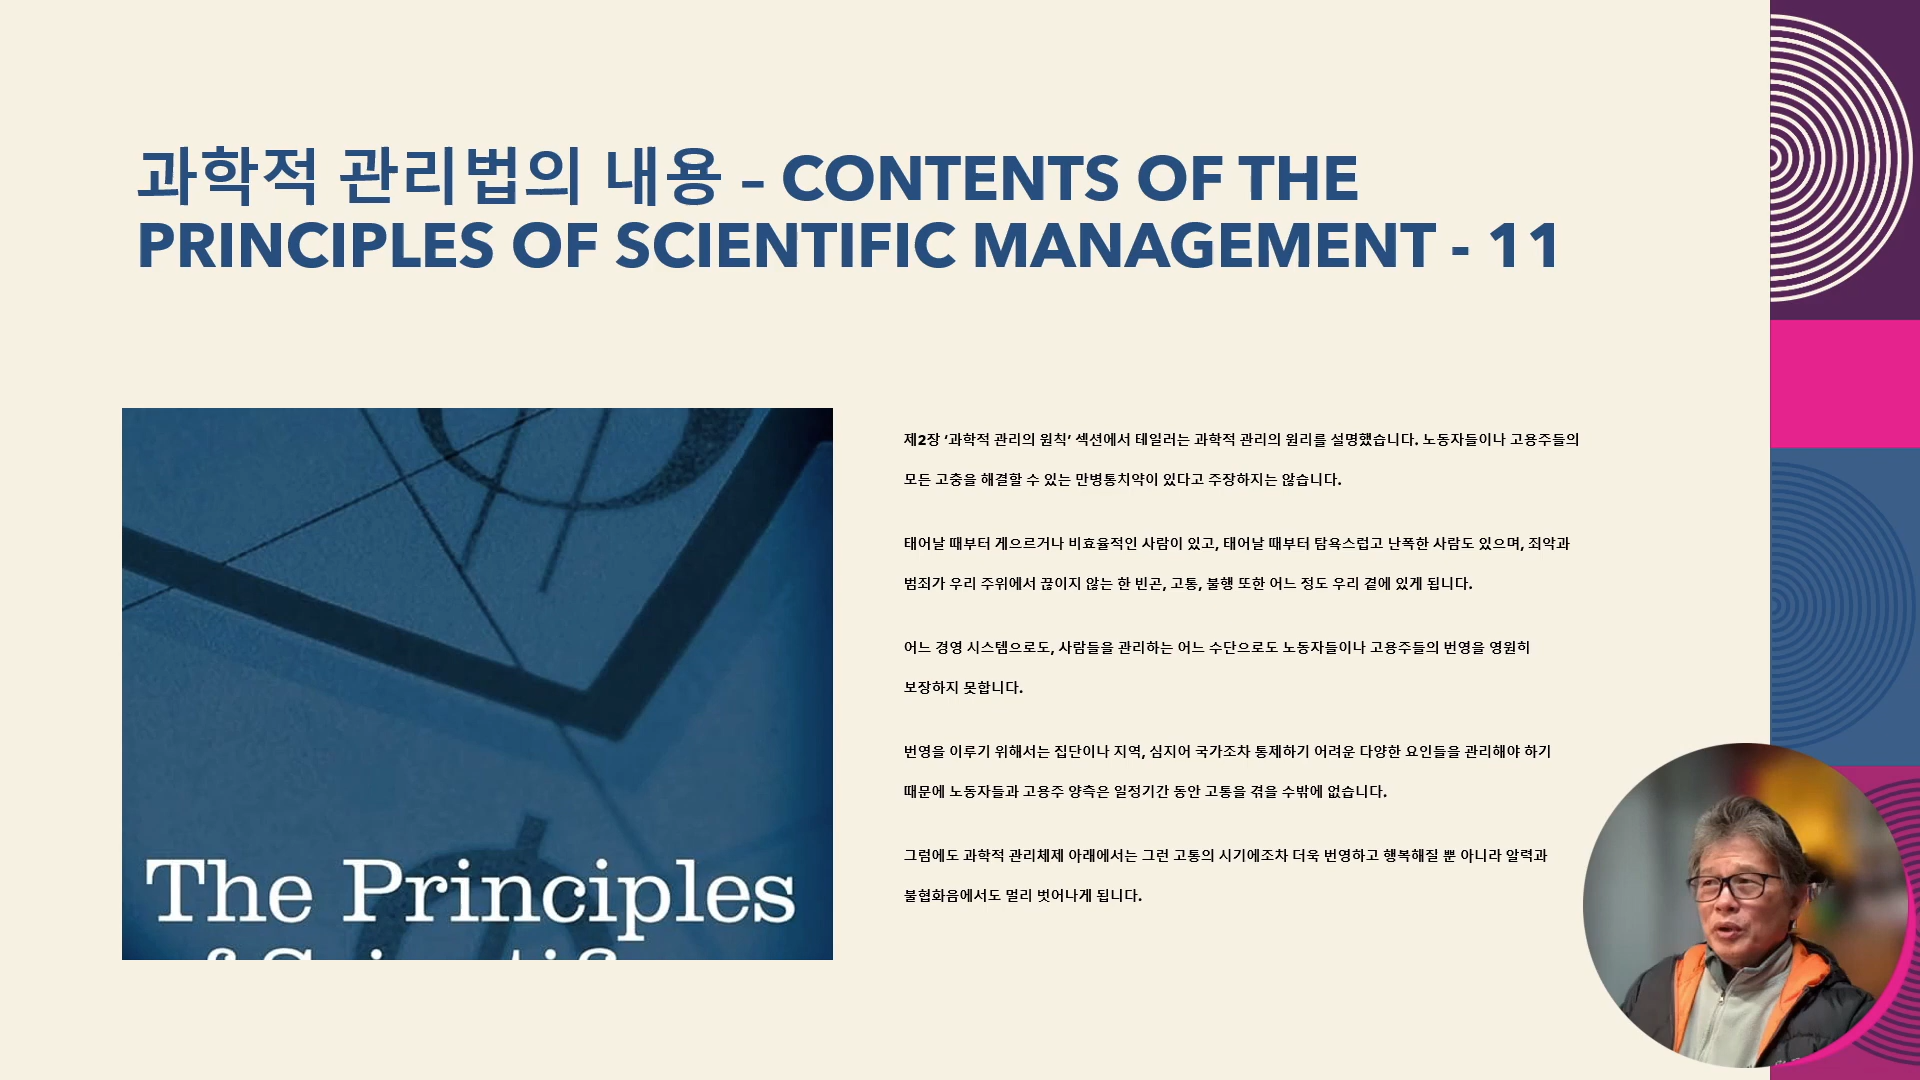 과학적 관리법의 내용 – CONTENTS OF THE
PRINCIPLES OF SCIENTIFIC MANAGEMENT - 11
The Principles
제2장 ‘과학적 관리의 원칙’ 섹션에서 테일러는 과학적 관리의 원리를 설명했습니다. 노동자들이나 고용주들의
모든 고충을 해결할 수 있는 만병통치약이 있다고 주장하지는 않습니다.
태어날 때부터 게으르거나 비효율적인 사람이 있고, 태어날 때부터 탐욕스럽고 난폭한 사람도 있으며, 죄악과
범죄가 우리 주위에서 끊이지 않는 한 빈곤, 고통, 불행 또한 어느 정도 우리 곁에 있게 됩니다.
어느 경영 시스템으로도, 사람들을 관리하는 어느 수단으로도 노동자들이나 고용주들의 번영을 영원히
보장하지 못합니다.
번영을 이루기 위해서는 집단이나 지역, 심지어 국가조차 통제하기 어려운 다양한 요인들을 관리해야 하기
때문에 노동자들과 고용주 양측은 일정기간 동안 고통을 겪을 수밖에 없습니다.
그럼에도 과학적 관리체제 아래에서는 그런 고통의 시기에조차 더욱 번영하고 행복해질 뿐 아니라 알력과
불협화음에서도 멀리 벗어나게 됩니다.